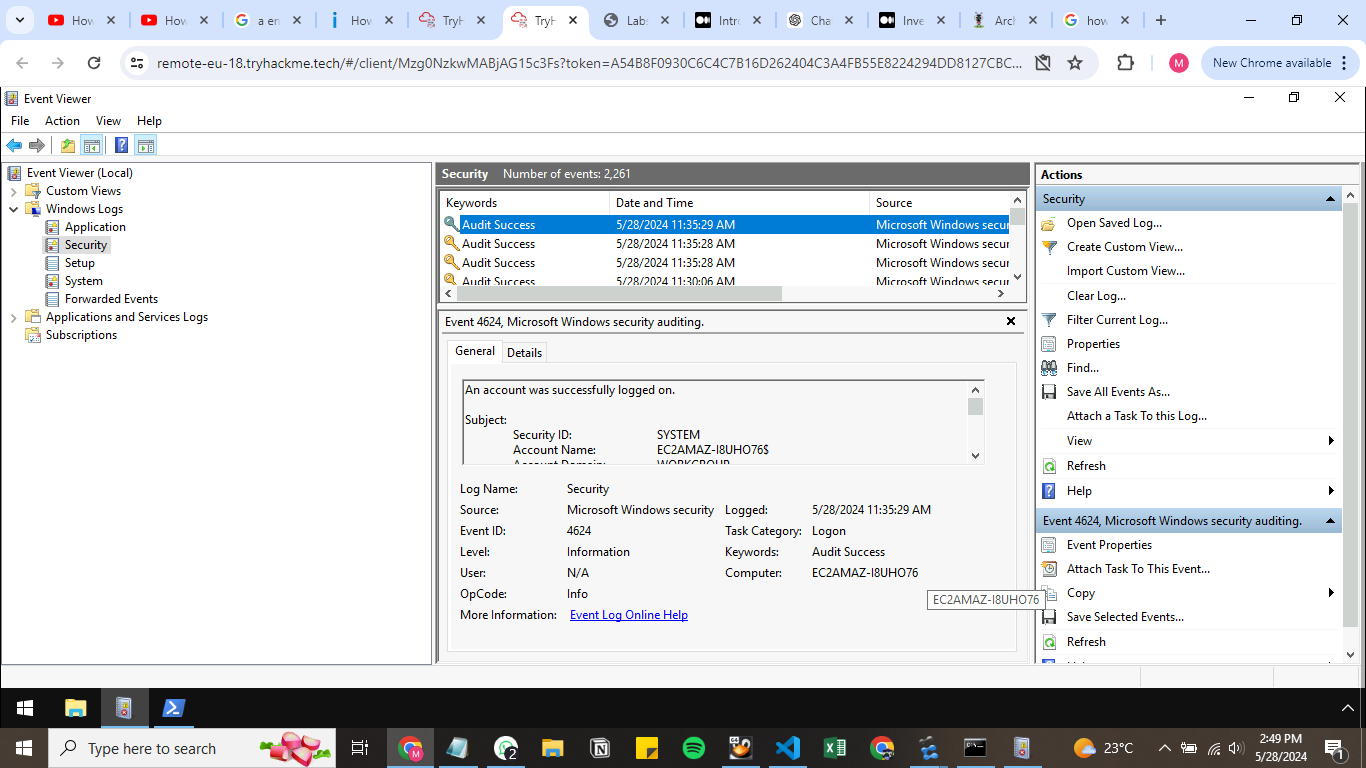 How
How
a en
How
TryH
TryH
Labs
Intro
Cha
Inve
Arch
how
remote-eu-18.tryhackme.tech/#/client/Mzg0NzkwMABjAG15c3Fs?token=A54B8F0930C6C4C7B16D262404C3A4FB55E8224294DD8127CBC...
M
New Chrome available
Event Viewer
File Action View Help
Event Viewer (Local)
Custom Views
Windows Logs
Application
Security
Setup
System
Forwarded Events
Applications and Services Logs
Subscriptions
Security Number of events: 2,261
Keywords Date and Time Source
Audit Success 5/28/2024 11:35:29 AM Microsoft Windows secur
Audit Success 5/28/2024 11:35:28 AM Microsoft Windows secur
Audit Success 5/28/2024 11:35:28 AM Microsoft Windows secur
Audit Success 5/28/2024 11:30:06 AM Microsoft Windows secur
Event 4624, Microsoft Windows security auditing.
General Details
An account was successfully logged on.
Subject:
Security ID: SYSTEM
Account Name: EC2AMAZ-I8UHO76$
Account Domain: WORKGROUP
Log Name: Security
Source: Microsoft Windows security Logged: 5/28/2024 11:35:29 AM
Event ID: 4624 Task Category: Logon
Level: Information Keywords: Audit Success
User: N/A Computer: EC2AMAZ-I8UHO76
OpCode: Info
More Information: Event Log Online Help
EC2AMAZ-I8UHO76
Actions
Security
Open Saved Log...
Create Custom View...
Import Custom View...
Clear Log...
Filter Current Log...
Properties
Find...
Save All Events As...
Attach a Task To this Log...
View
Refresh
Help
Event 4624, Microsoft Windows security auditing.
Event Properties
Attach Task To This Event...
Copy
Save Selected Events...
Refresh
Type here to search
M
2
23°C
2:49 PM
5/28/2024
1